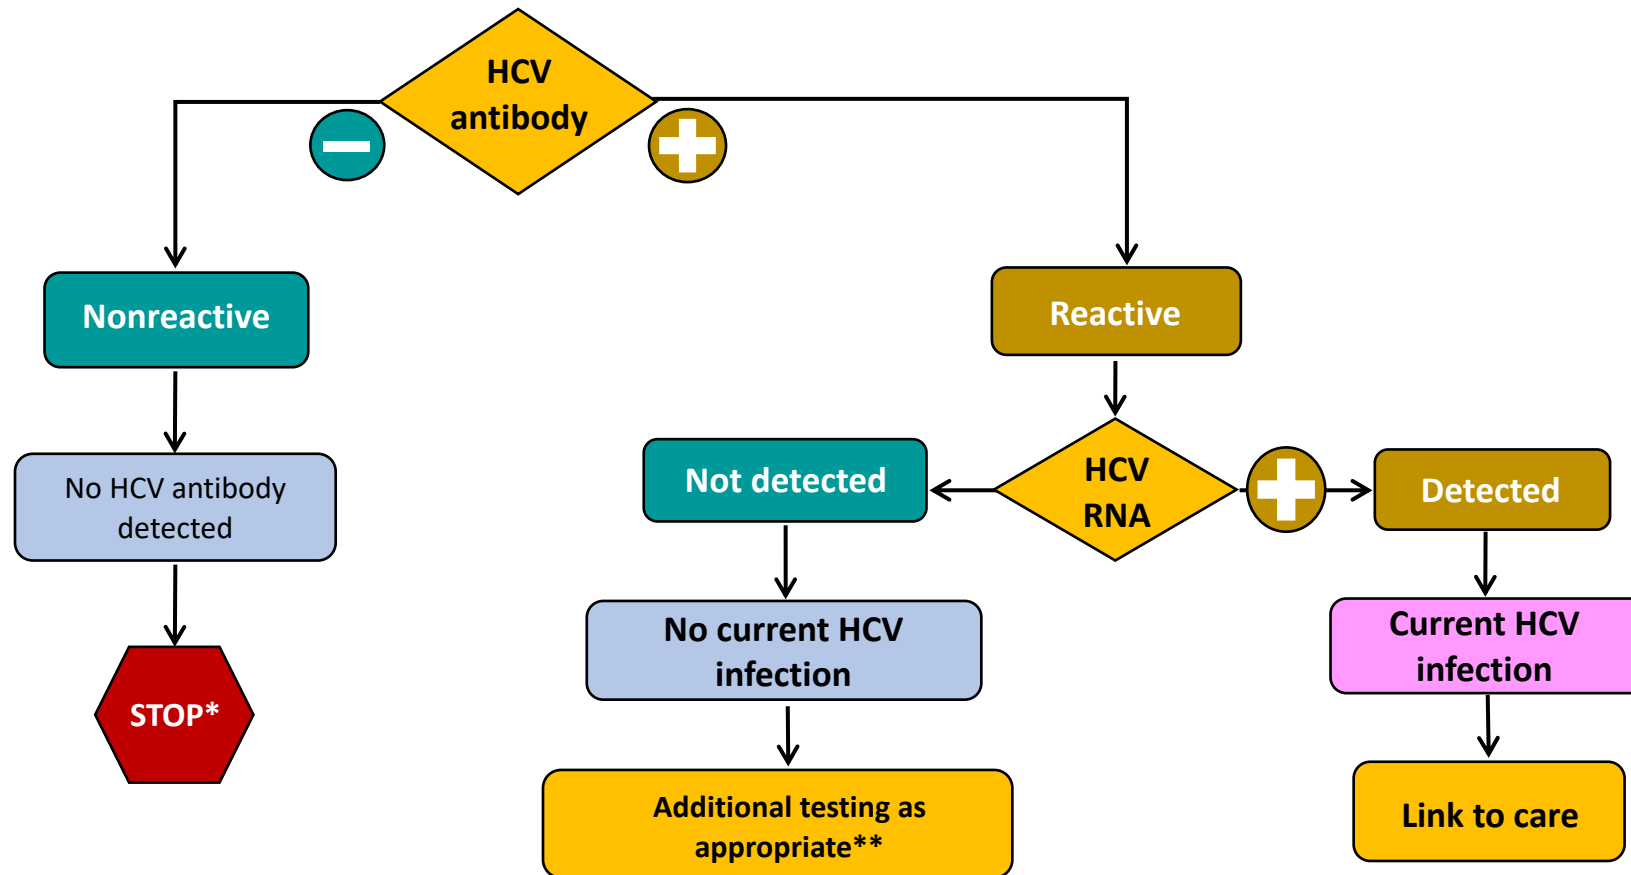 HCV
antibody
Nonreactive
Reactive
No HCV antibody
detected
Not detected
HCV
RNA
Detected
STOP*
No current HCV
infection
Current HCV
infection
Additional testing as
appropriate**
Link to care